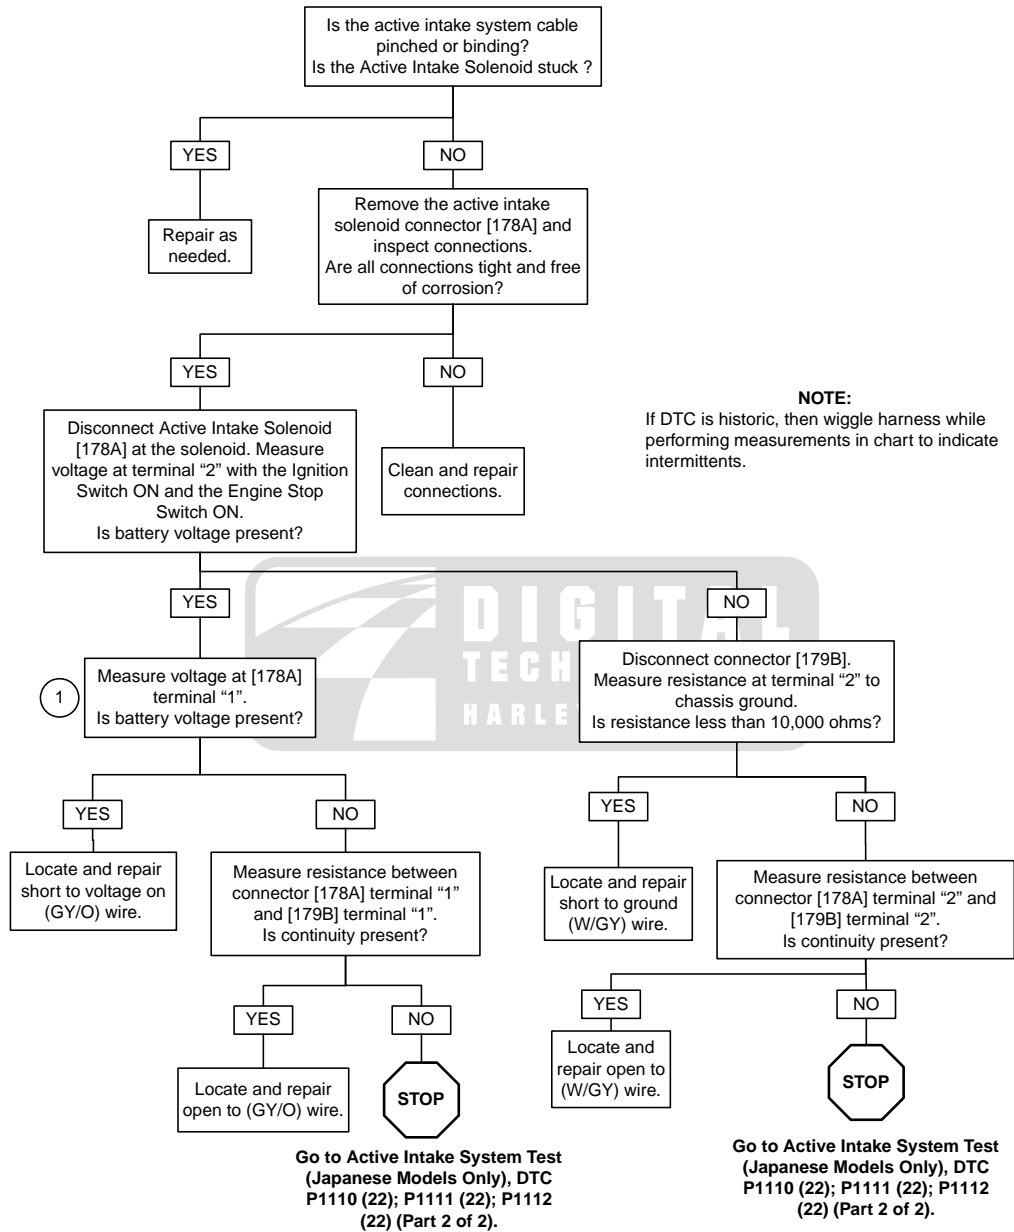 Is the active intake system cable
pinched or binding?
Is the Active Intake Solenoid stuck ?
YES
NO
Repair as
needed.
Remove the active intake
solenoid connector [178A] and
inspect connections.
Are all connections tight and free
of corrosion?
YES
NO
Disconnect Active Intake Solenoid
[178A] at the solenoid. Measure
voltage at terminal “2” with the Ignition
Switch ON and the Engine Stop
Switch ON.
Is battery voltage present?
Clean and repair
connections.
NOTE:
If DTC is historic, then wiggle harness while
performing measurements in chart to indicate
intermittents.
DIGITAL
TECH
HARLE
YES
NO
1
Measure voltage at [178A]
terminal “1”.
Is battery voltage present?
Disconnect connector [179B].
Measure resistance at terminal “2” to
chassis ground.
Is resistance less than 10,000 ohms?
YES
NO
YES
NO
Locate and repair
short to voltage on
(GY/O) wire.
Measure resistance between
connector [178A] terminal “1”
and [179B] terminal “1”.
Is continuity present?
Locate and repair
short to ground
(W/GY) wire.
Measure resistance between
connector [178A] terminal “2” and
[179B] terminal “2”.
Is continuity present?
YES
NO
YES
NO
Locate and repair
open to (GY/O) wire.
STOP
Locate and
repair open to
(W/GY) wire.
STOP
Go to Active Intake System Test
(Japanese Models Only), DTC
P1110 (22); P1111 (22); P1112
(22) (Part 2 of 2).
Go to Active Intake System Test
(Japanese Models Only), DTC
P1110 (22); P1111 (22); P1112
(22) (Part 2 of 2).